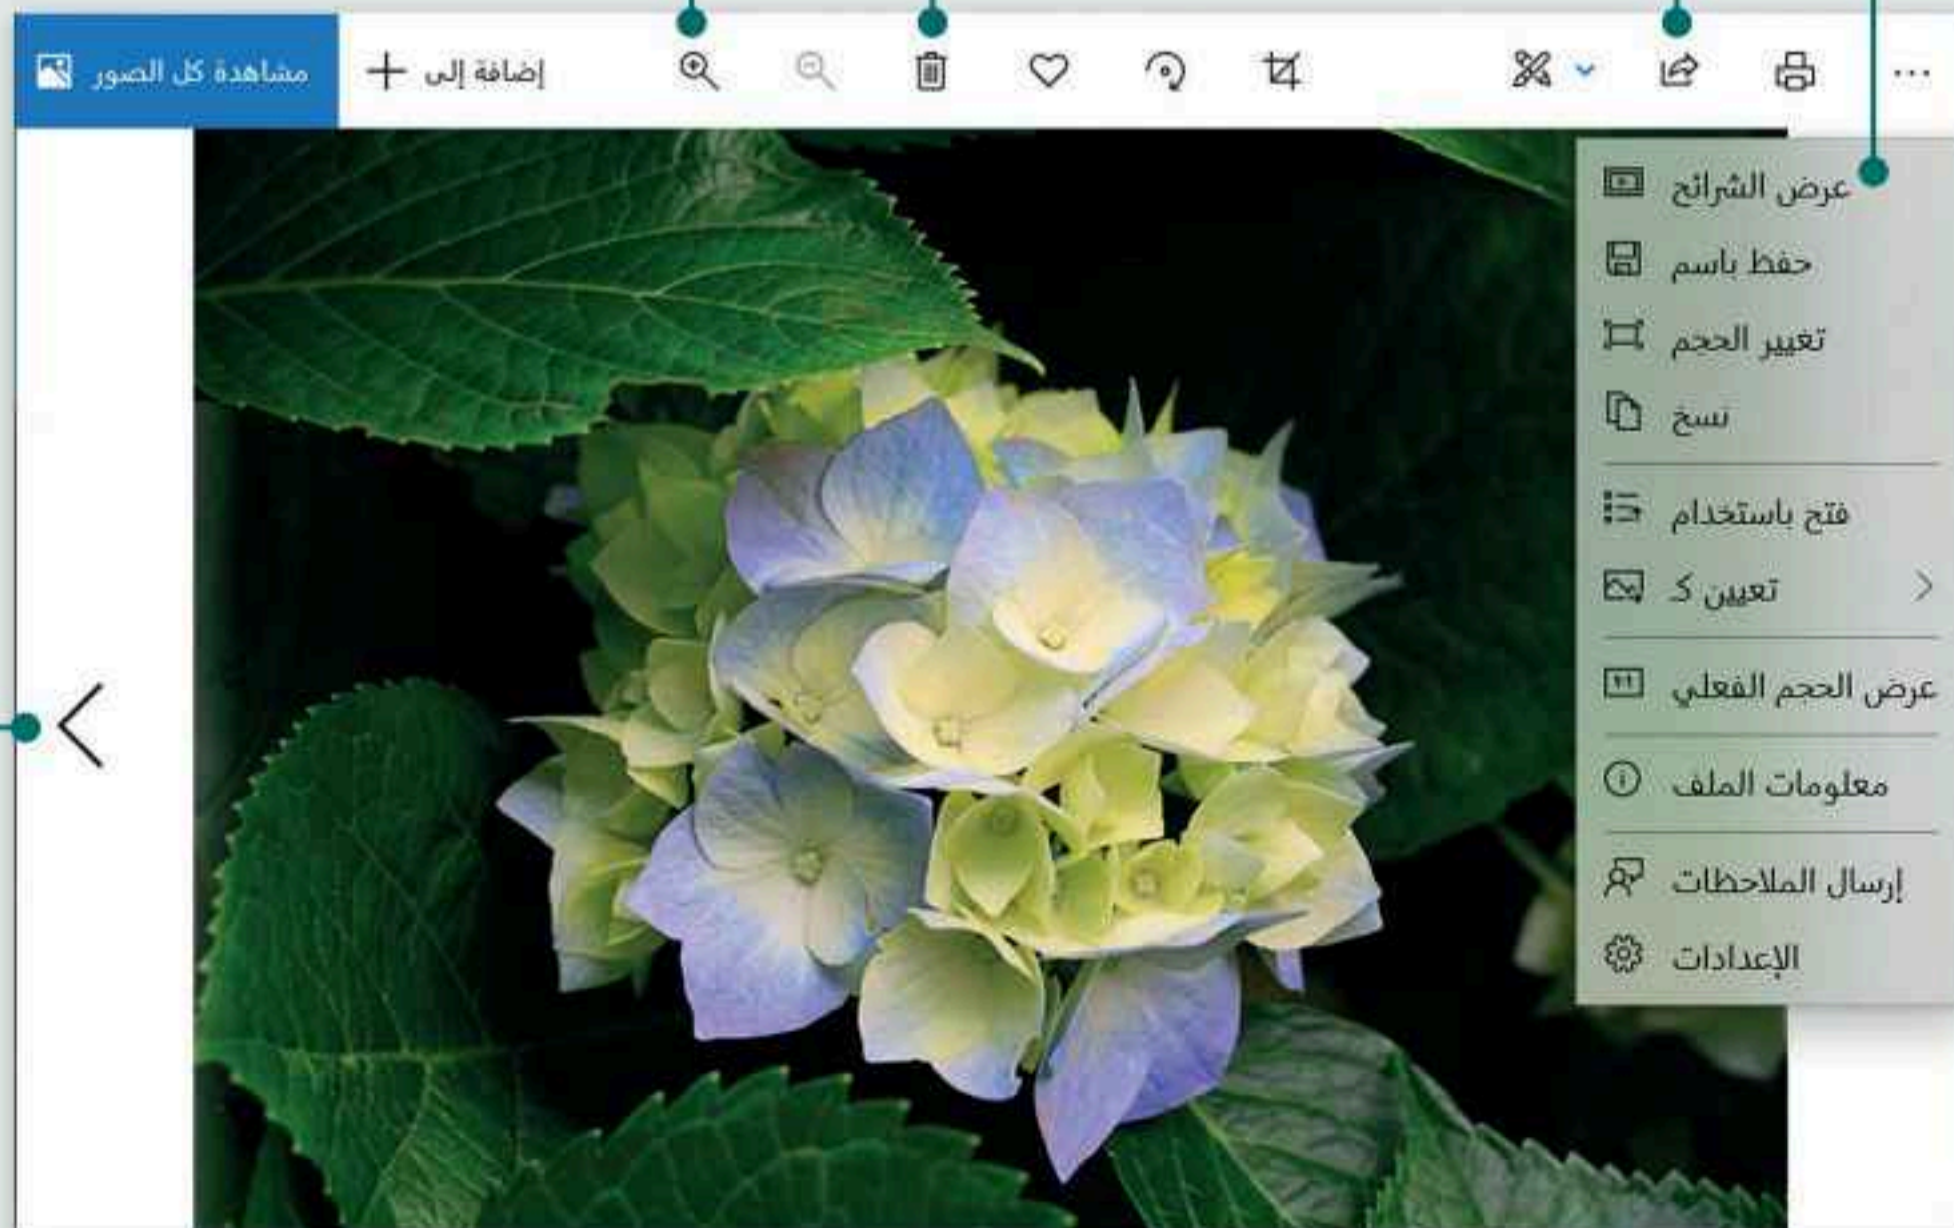 مشاهدة كل الصور
إضافة إلى
عرض الشرائح
حفظ باسم
تغيير الحجم
نسخ
فتح باستخدام
تعيين ك
عرض الحجم الفعلي
معلومات الملف
إرسال الملاحظات
الإعدادات